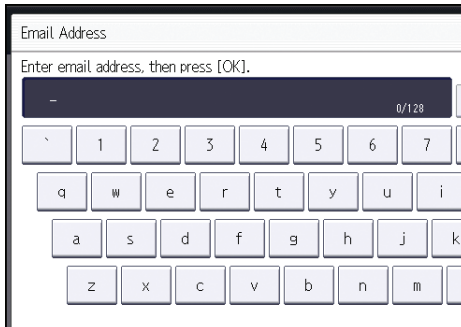 Email Address
Enter email address, then press [OK].
_ 0/128
` 1 2 3 4 5 6 7
q w e r t y u i
a s d f g h j k
z x c v b n m